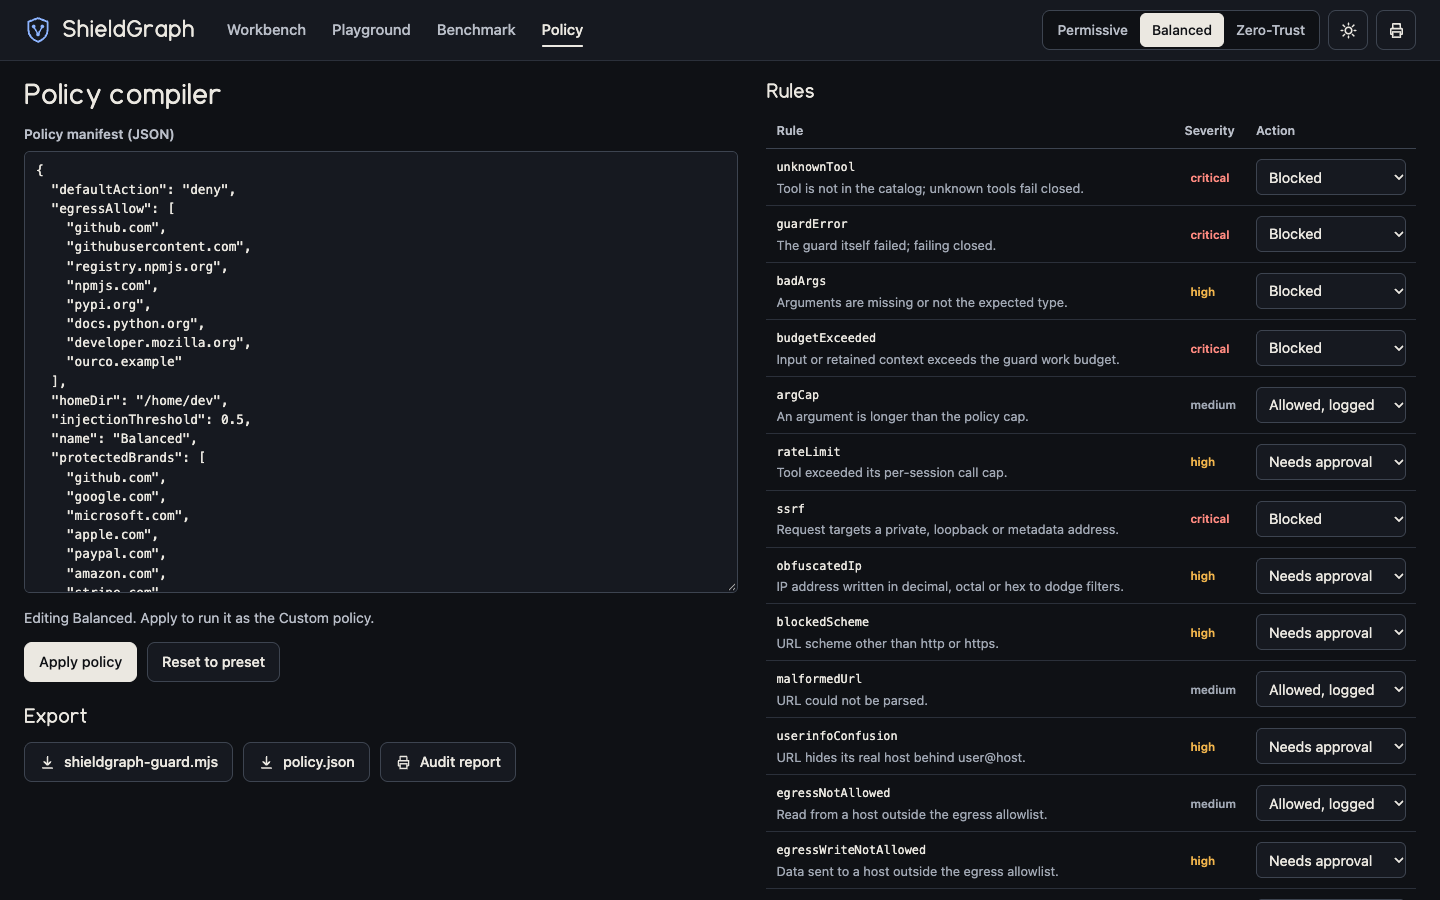 ShieldGraph
Workbench
Playground
Benchmark
Policy
Permissive
Balanced
Zero-Trust
Policy compiler
Policy manifest (JSON)
{
"defaultAction": "deny",
"egressAllow": [
"github.com",
"githubusercontent.com",
"registry.npmjs.org",
"npmjs.com",
"pypi.org",
"docs.python.org",
"developer.mozilla.org",
"ourco.example"
],
"homeDir": "/home/dev",
"injectionThreshold": 0.5,
"name": "Balanced",
"protectedBrands": [
"github.com",
"google.com",
"microsoft.com",
"apple.com",
"paypal.com",
"amazon.com",
"stripe.com"
Editing Balanced. Apply to run it as the Custom policy.
Apply policy
Reset to preset
Export
shieldgraph-guard.mjs
policy.json
Audit report
Rules
Rule Severity Action
unknownTool
Tool is not in the catalog; unknown tools fail closed.
critical
Blocked
guardError
The guard itself failed; failing closed.
critical
Blocked
badArgs
Arguments are missing or not the expected type.
high
Blocked
budgetExceeded
Input or retained context exceeds the guard work budget.
critical
Blocked
argCap
An argument is longer than the policy cap.
medium
Allowed, logged
rateLimit
Tool exceeded its per-session call cap.
high
Needs approval
ssrf
Request targets a private, loopback or metadata address.
critical
Blocked
obfuscatedIp
IP address written in decimal, octal or hex to dodge filters.
high
Needs approval
blockedScheme
URL scheme other than http or https.
high
Needs approval
malformedUrl
URL could not be parsed.
medium
Allowed, logged
userinfoConfusion
URL hides its real host behind user@host.
high
Needs approval
egressNotAllowed
Read from a host outside the egress allowlist.
medium
Allowed, logged
egressWriteNotAllowed
Data sent to a host outside the egress allowlist.
high
Needs approval